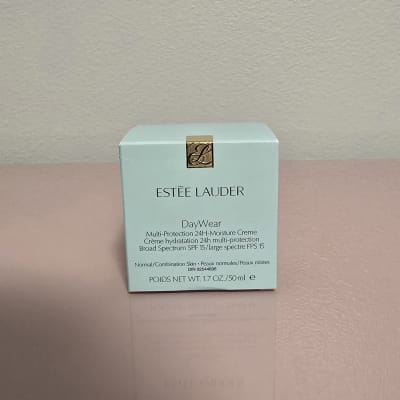 ESTĒE LAUDER
DayWear
Multi-Protection 24H-Moisture Creme
Crème hydratation 24h multi-protection
Broad Spectrum SPF 15/large spectre FPS 15
Normal/Combination Skin • Peaux normales/Peaux mixtes
POIDS NET WT. 1.7 OZ./50 ml ℮